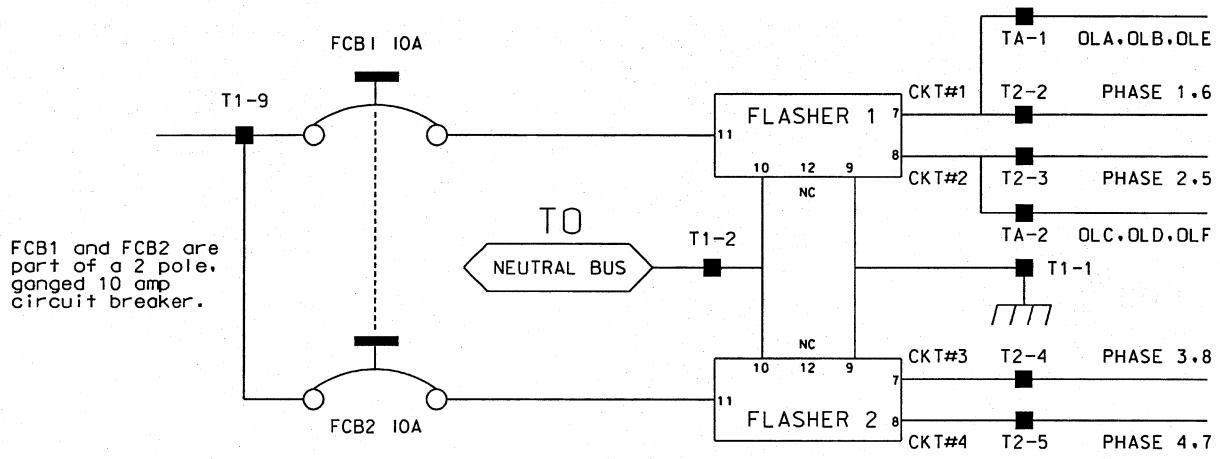 FCB1 10A
TA-1 OLA,OLB,OLE
T1-9
CKT#1 T2-2 PHASE 1,6
FLASHER 1
7
11
8
10 12 9
NC
CKT#2 T2-3 PHASE 2,5
TO
TA-2 OLC,OLD,OLF
T1-2
NEUTRAL BUS
T1-1
FCB1 and FCB2 are
part of a 2 pole,
ganged 10 amp
circuit breaker.
NC
10 12 9
CKT#3 T2-4 PHASE 3,8
7
11
FLASHER 2
8
FCB2 10A
CKT#4 T2-5 PHASE 4,7